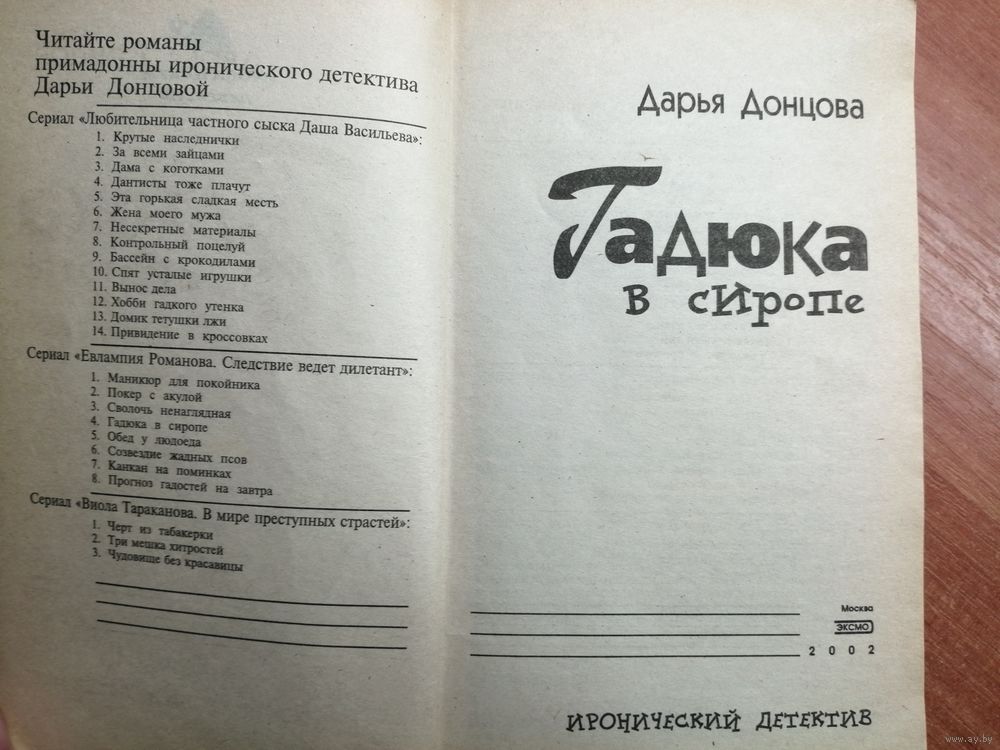 Читайте романы
примадонны иронического детектива
Дарьи Донцовой
Сериал «Любительница частного сыска Даша Васильева»:
1. Крутые наследнички
2. За всеми зайцами
3. Дама с коготками
4. Дантисты тоже плачут
5. Эта горькая сладкая месть
6. Жена моего мужа
7. Несекретные материалы
8. Контрольный поцелуй
9. Бассейн с крокодилами
10. Спят усталые игрушки
11. Вынос дела
12. Хобби гадкого утенка
13. Домик тетушки лжи
14. Привидение в кроссовках
Сериал «Евлампия Романова. Следствие ведет дилетант»:
1. Маникюр для покойника
2. Покер с акулой
3. Сволочь ненаглядная
4. Гадюка в сиропе
5. Обед у людоеда
6. Созвездие жадных псов
7. Канкан на поминках
8. Прогноз гадостей на завтра
Сериал «Виола Тараканова. В мире преступных страстей»:
1. Черт из табакерки
2. Три мешка хитростей
3. Чудовище без красавицы
Дарья Донцова
Гадюка
в сиропе
Москва
ЭКСМО
2002
ИРОНИЧЕСКИЙ ДЕТЕКТИВ
www.ay.by